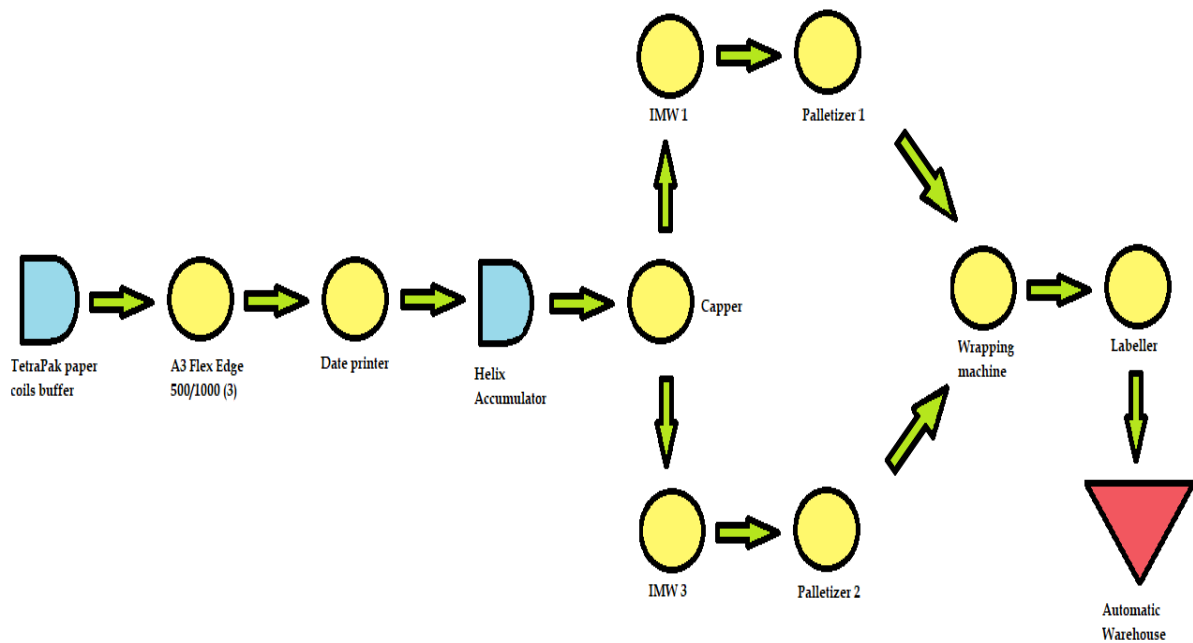 IMW 1
Palletizer 1
TetraPak paper
coils buffer
A3 Flex Edge
500/1000 (3)
Date printer
Helix
Accumulator
Capper
Wrapping
machine
Labeller
IMW 3
Palletizer 2
Automatic
Warehouse